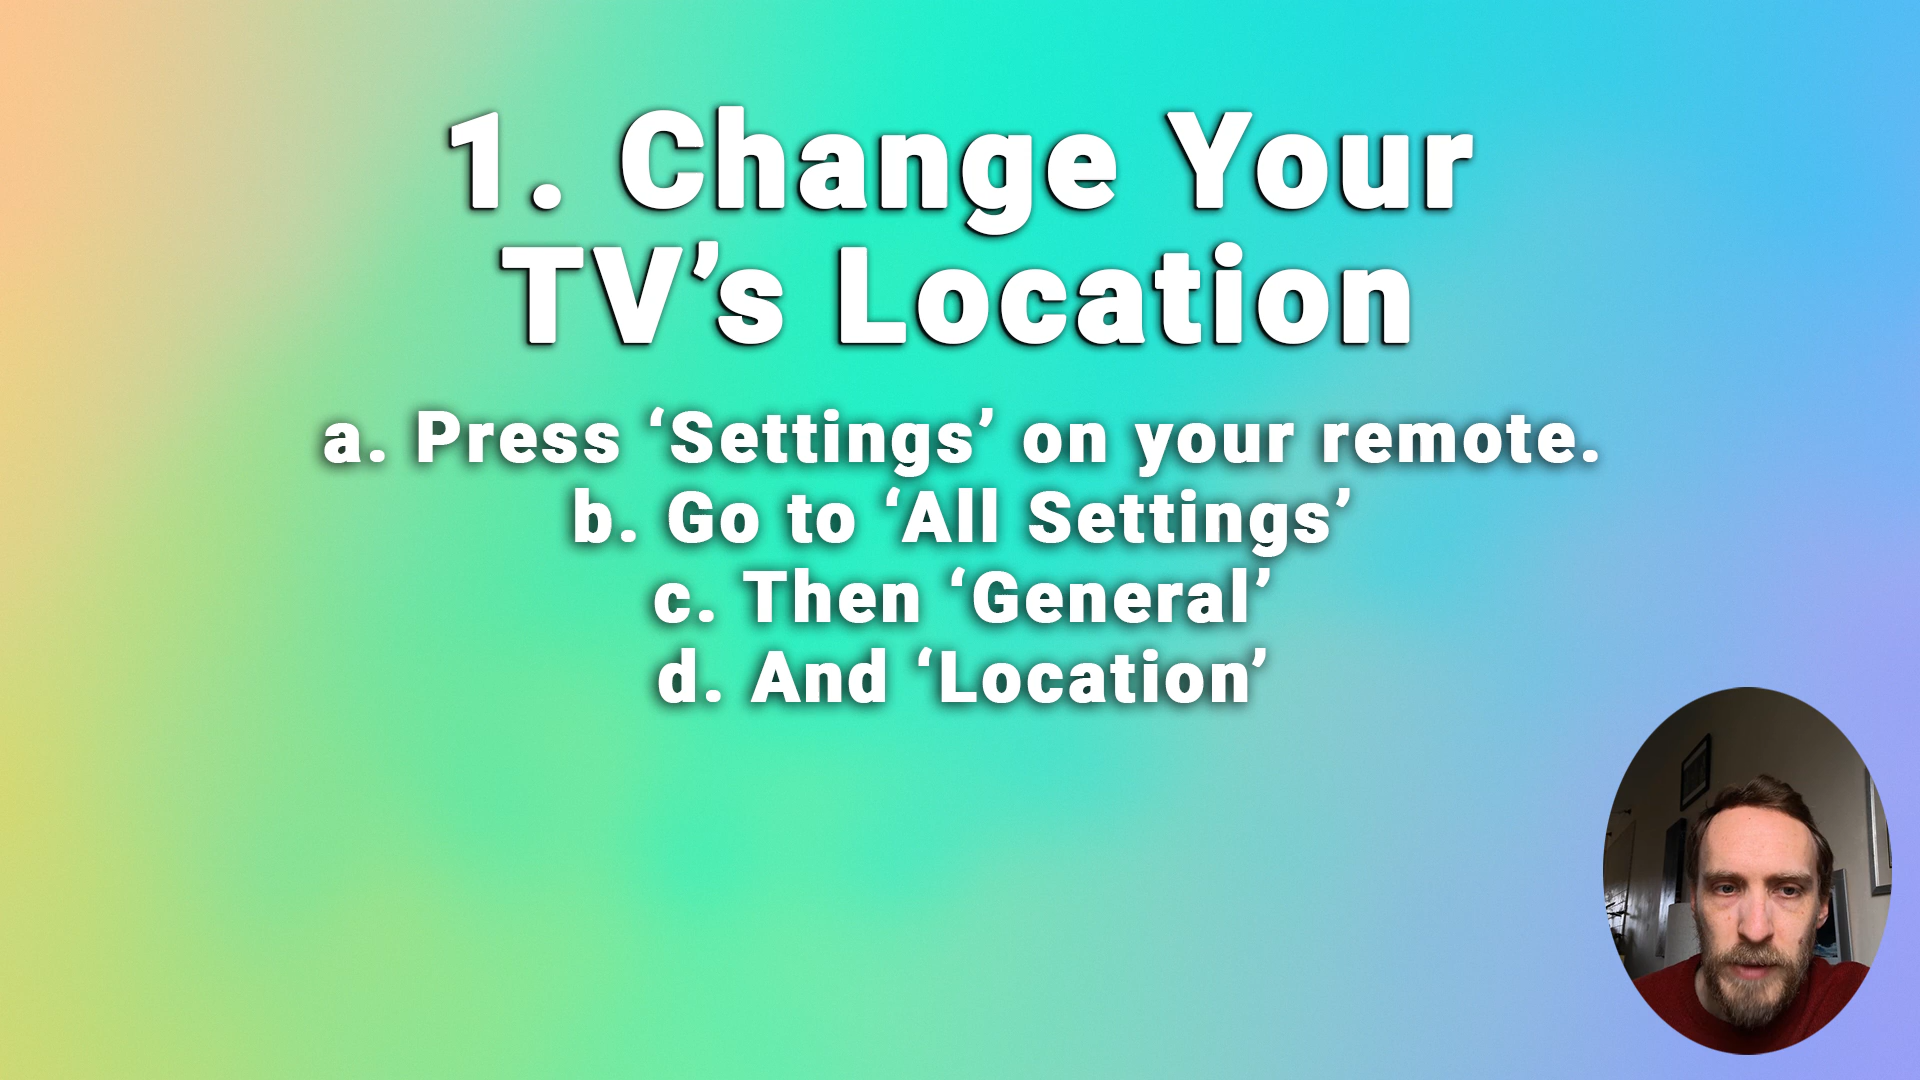 1. Change Your
TV’s Location
a. Press ‘Settings’ on your remote.
b. Go to ‘All Settings’
c. Then ‘General’
d. And ‘Location’